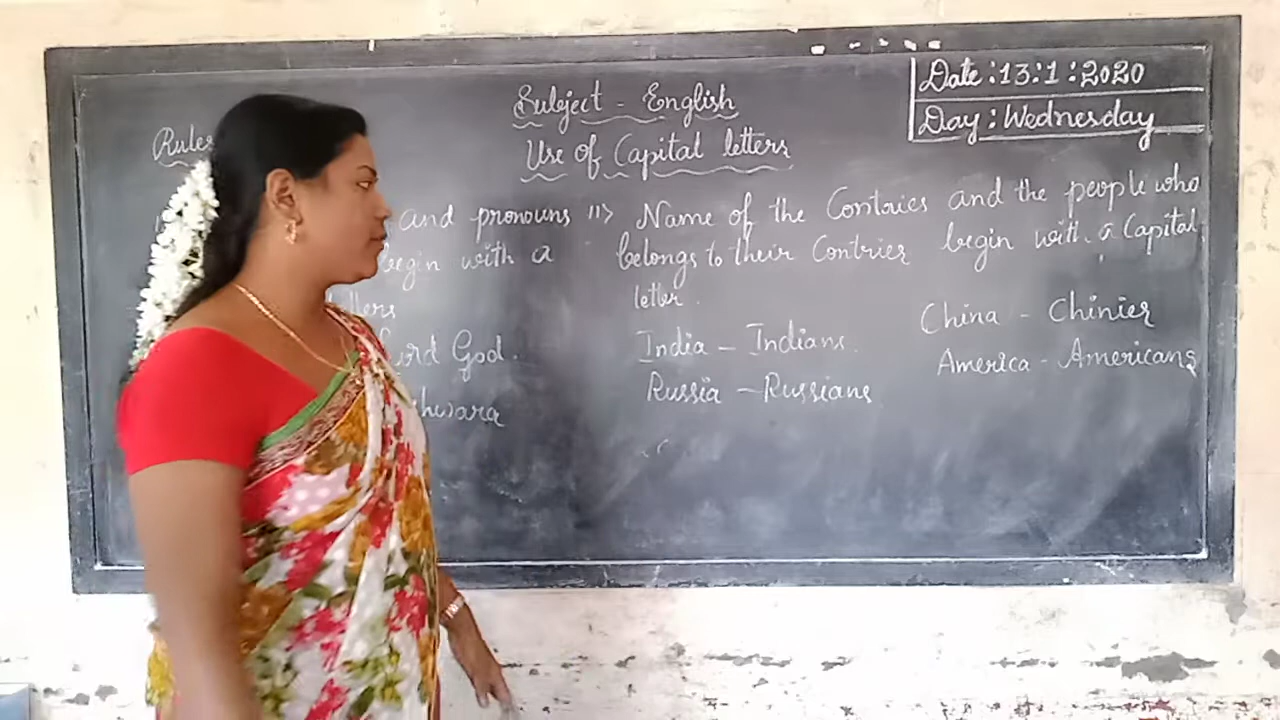 Date : 13 : 1 : 2020
Day : Wednesday
Subject - English
Use of Capital letters
Rules
and pronouns
begin with a
God.
111> Name of the Contries and the people who
belongs to their Contries begin with a Capital
letter.
India - Indians.
Russia - Russians
China - Chinies
America - Americans